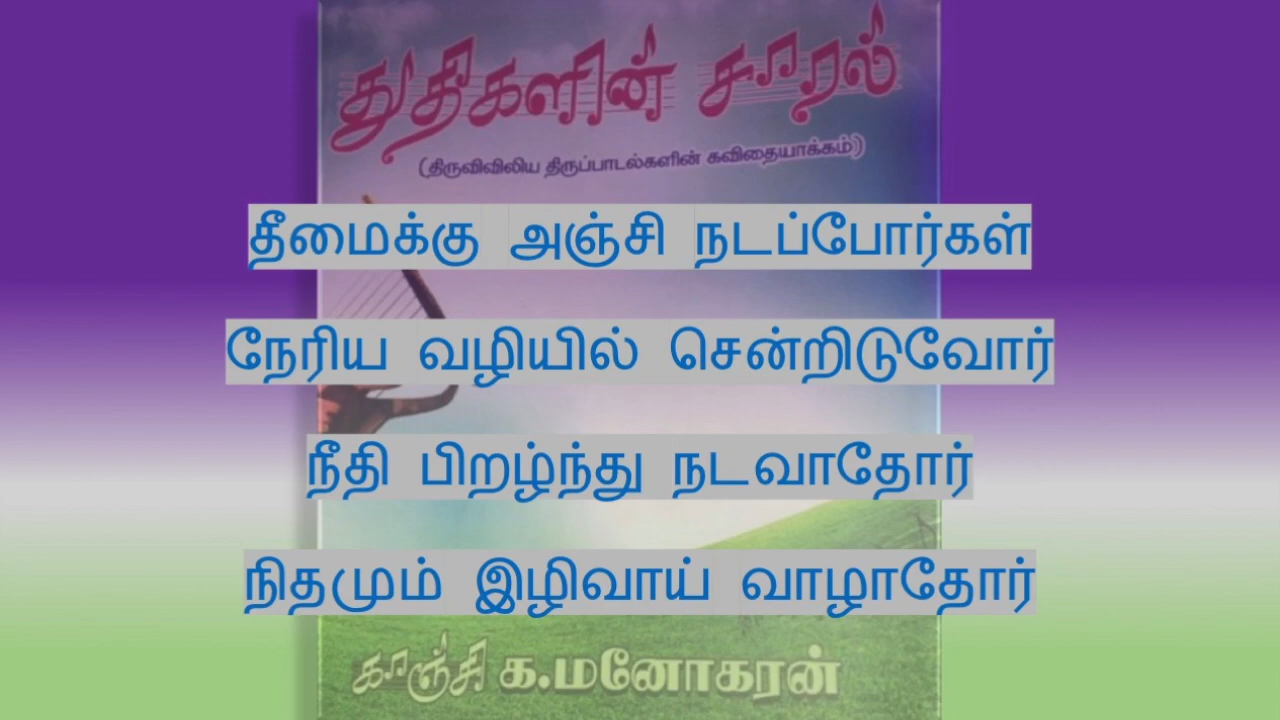 துதிகளின் சாரல்
(திருவிவிலிய திருப்பாடல்களின் கவிதையாக்கம்)
தீமைக்கு அஞ்சி நடப்போர்கள்
நேரிய வழியில் சென்றிடுவோர்
நீதி பிறழ்ந்து நடவாதோர்
நிதமும் இழிவாய் வாழாதோர்
காஞ்சி க.மனோகரன்